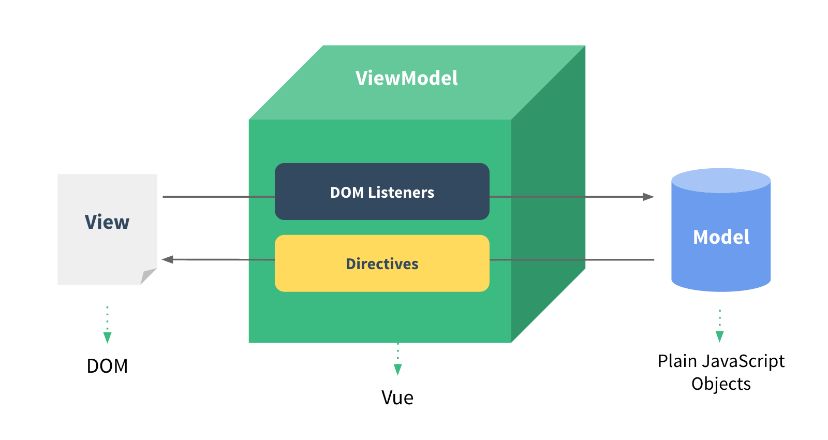 ViewModel
DOM Listeners
View
Model
Directives
DOM
Plain JavaScript
Objects
Vue